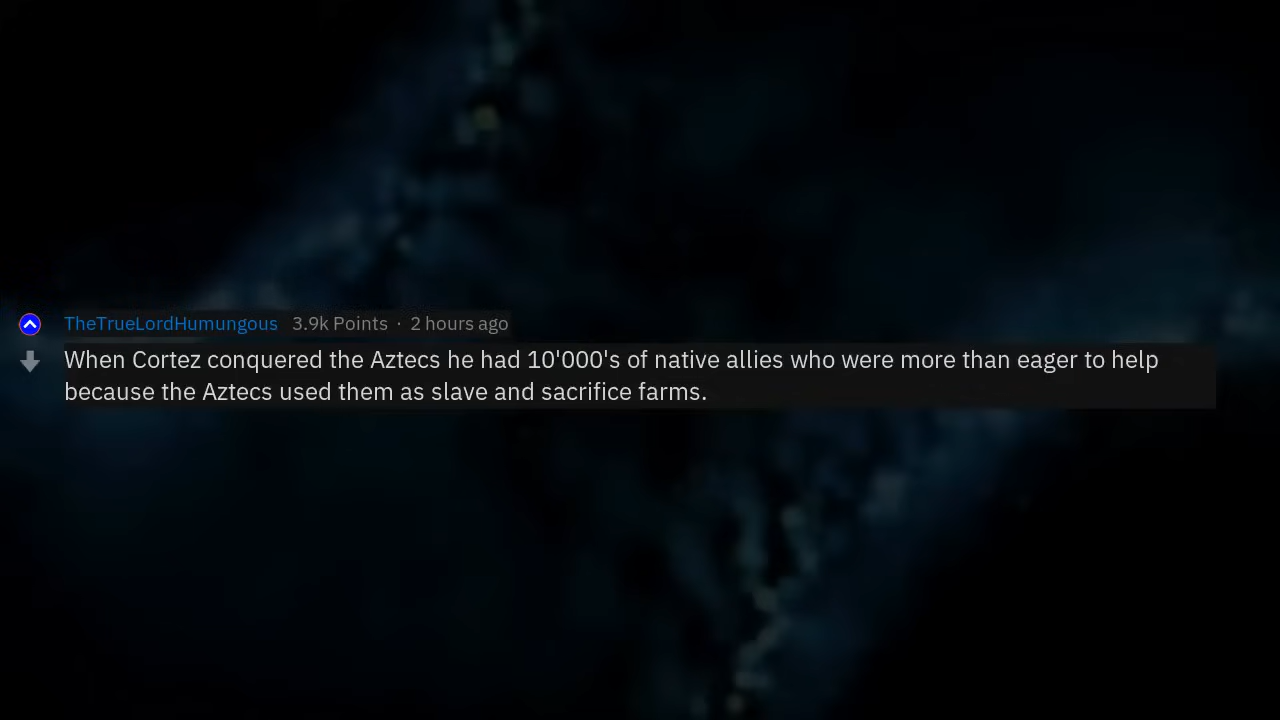 TheTrueLordHumungous 3.9k Points · 2 hours ago
When Cortez conquered the Aztecs he had 10'000's of native allies who were more than eager to help
because the Aztecs used them as slave and sacrifice farms.